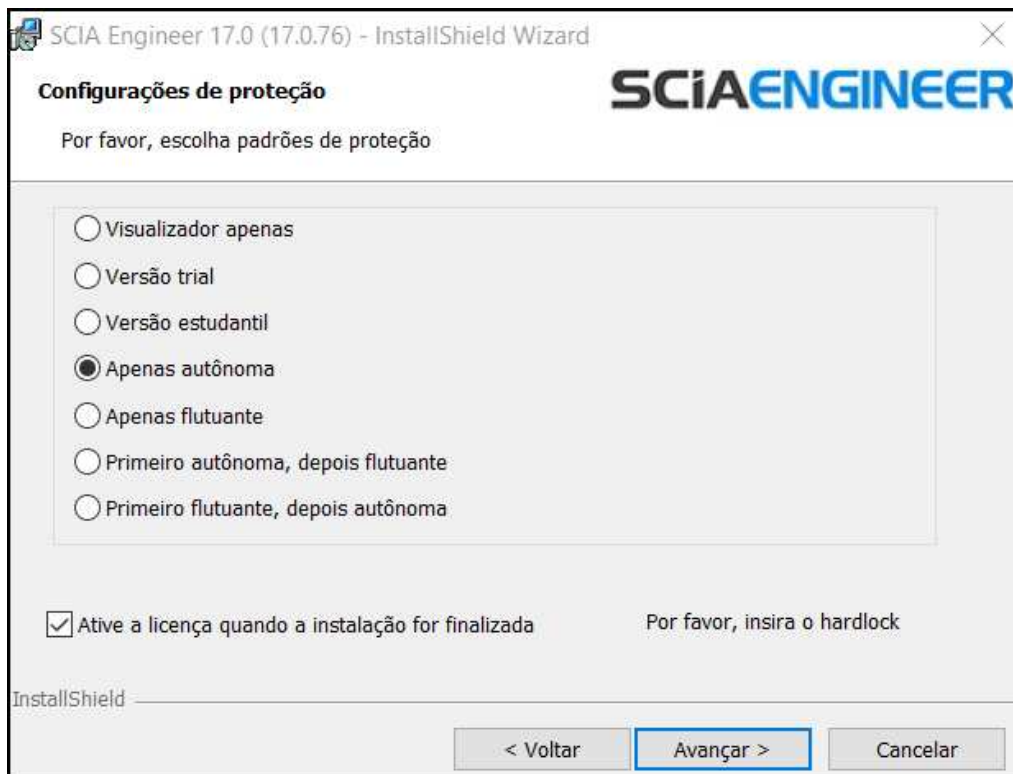 SCIA Engineer 17.0 (17.0.76) - InstallShield Wizard
Configurações de proteção
SCiAENGINEER
Por favor, escolha padrões de proteção
Visualizador apenas
Versão trial
Versão estudantil
Apenas autônoma
Apenas flutuante
Primeiro autônoma, depois flutuante
Primeiro flutuante, depois autônoma
Ative a licença quando a instalação for finalizada
Por favor, insira o hardlock
InstallShield
< Voltar
Avançar >
Cancelar